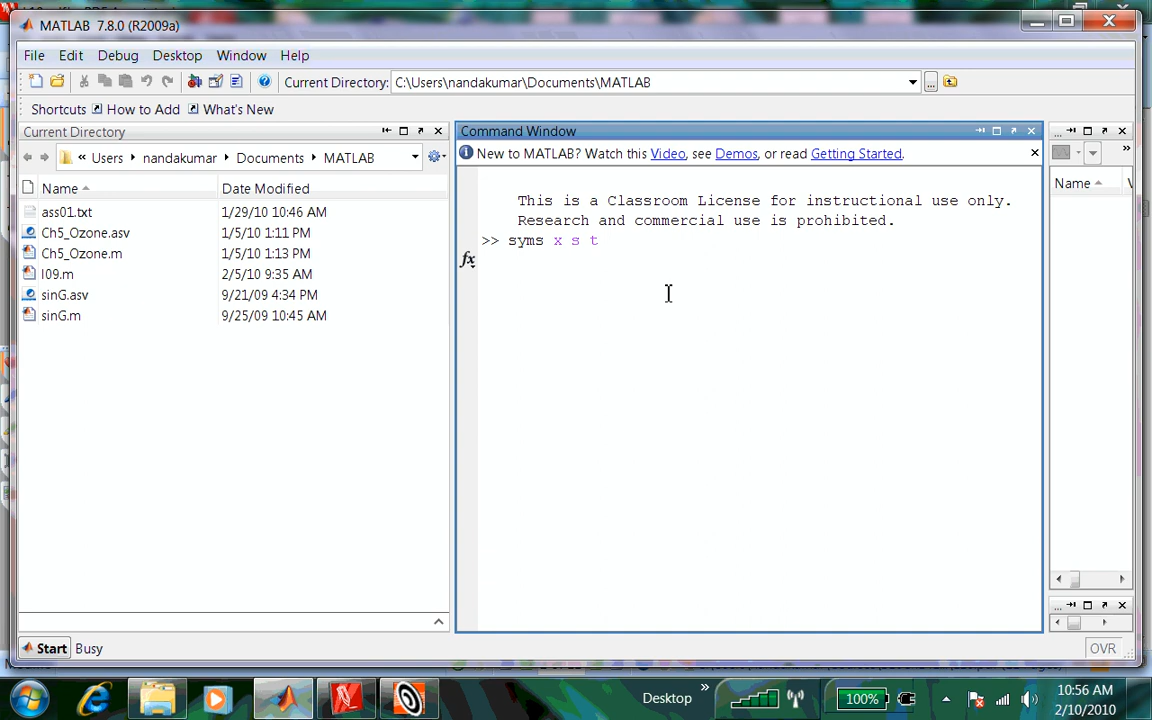 MATLAB 7.8.0 (R2009a)
File Edit Debug Desktop Window Help
Current Directory: C:\Users\nandakumar\Documents\MATLAB ...
Shortcuts How to Add What's New
Current Directory
Command Window
...
« Users nandakumar Documents MATLAB
New to MATLAB? Watch this Video, see Demos, or read Getting Started.
Name Date Modified
Name
This is a Classroom License for instructional use only.
Research and commercial use is prohibited.
>> syms x s t
fx
ass01.txt 1/29/10 10:46 AM
Ch5_Ozone.asv 1/5/10 1:11 PM
Ch5_Ozone.m 1/5/10 1:13 PM
l09.m 2/5/10 9:35 AM
sinG.asv 9/21/09 4:34 PM
sinG.m 9/25/09 10:45 AM
...
Start Busy
OVR
Desktop » 100% 10:56 AM
2/10/2010